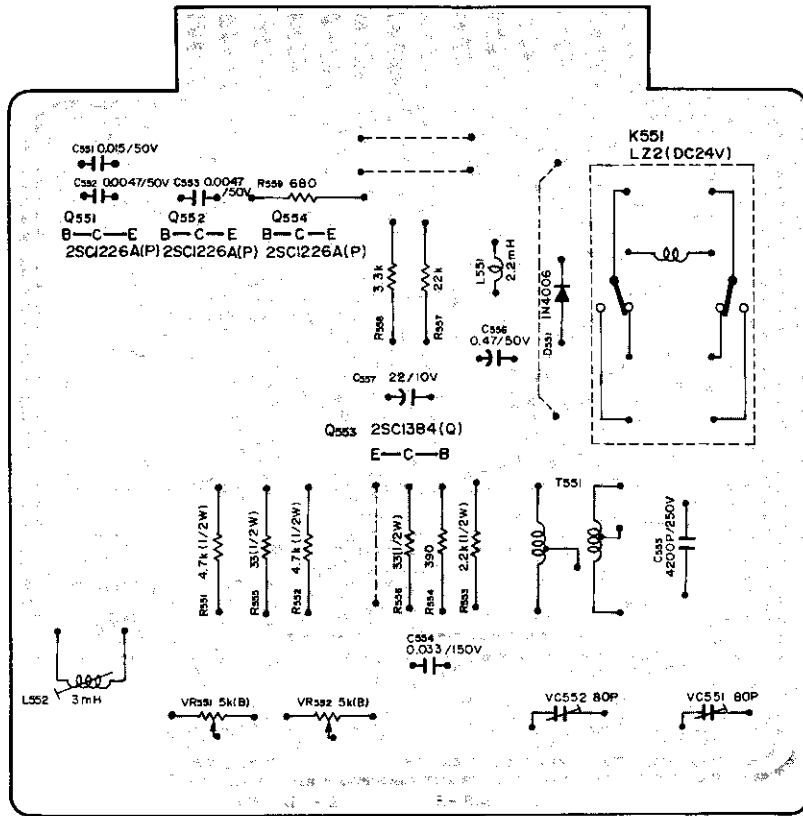 K551
LZ2(DC24V)
C551 0.015/50V
C552 0.0047/50V
C553 0.0047/50V
R559 680
Q551
B—C—E
2SC1226A(P)
Q552
B—C—E
2SC1226A(P)
Q554
B—C—E
2SC1226A(P)
3.3k
R558
22k
R557
L551
2.2mH
1N4006
D551
C556
0.47/50V
C557 22/10V
Q553 2SC1384(Q)
E—C—B
T551
4.7k(1/2W)
R551
33(1/2W)
R555
4.7k(1/2W)
R552
33(1/2W)
R556
390
R554
2.2k(1/2W)
R553
C555
4200P/250V
C554
0.033/150V
L552
3mH
VR551 5k(B)
VR552 5k(B)
VC552 80P
VC551 80P